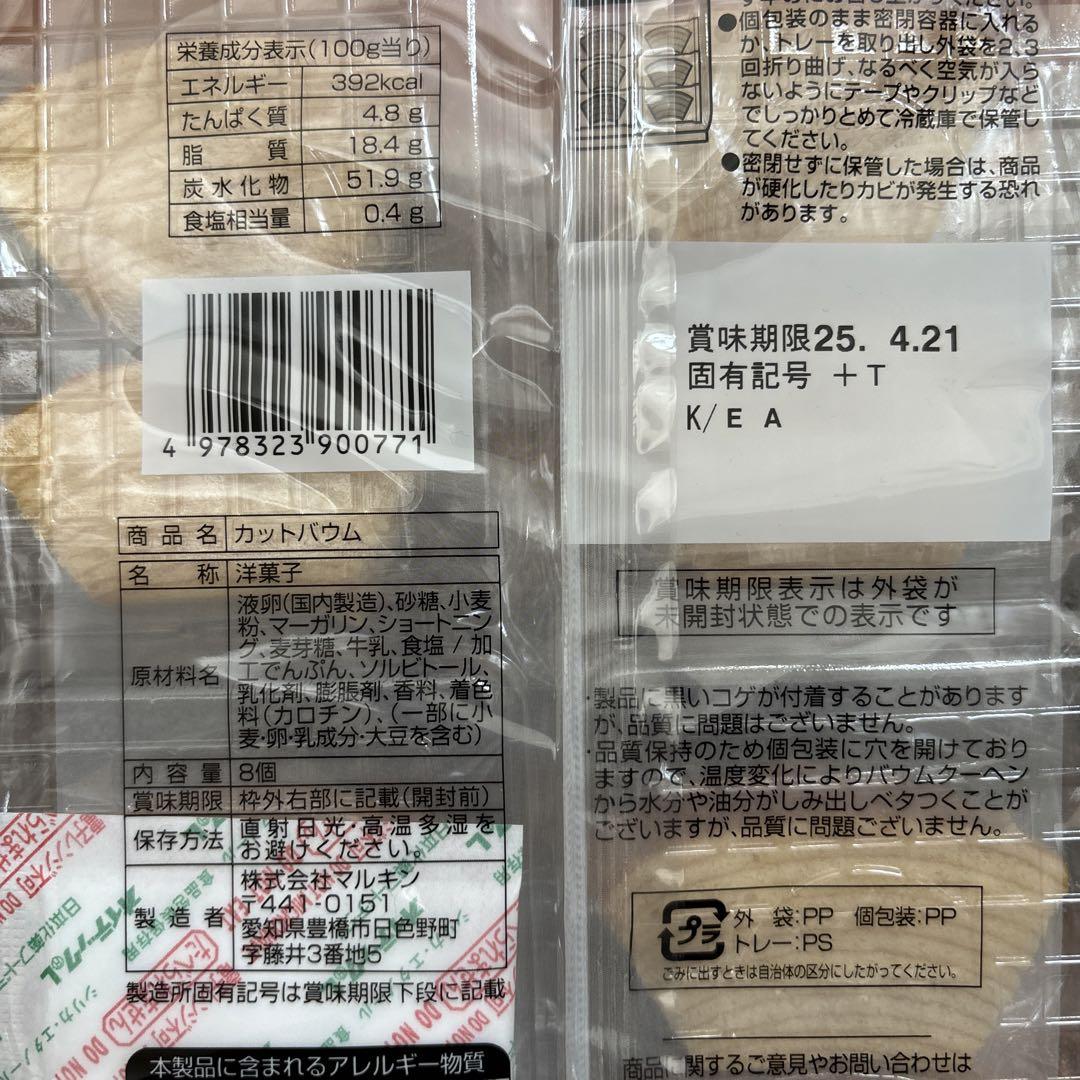 栄養成分表示(100g当り)
エネルギー 392kcal
たんぱく質 4.8g
脂質 18.4g
炭水化物 51.9g
食塩相当量 0.4g
4 978323 900771
商品名 カットバウム
名称 洋菓子
原材料名
液卵(国内製造)、砂糖、小麦
粉、マーガリン、ショートニン
グ、麦芽糖、牛乳、食塩 / 加
工でんぷん、ソルビトール、
乳化剤、膨脹剤、香料、着色
料(カロチン)、(一部に小
麦・卵・乳成分・大豆を含む)
内容量 8個
賞味期限 枠外右部に記載(開封前)
保存方法 直射日光・高温多湿を
お避けください。
製造者
株式会社マルキン
〒441-0151
愛知県豊橋市日色野町
字藤井3番地5
製造所固有記号は賞味期限下段に記載
本製品に含まれるアレルギー物質
●個包装のまま密閉容器に入れる
か、トレーを取り出し外袋を2、3
回折り曲げ、なるべく空気が入ら
ないようにテープやクリップなど
でしっかりとめて冷蔵庫で保管し
てください。
●密閉せずに保管した場合は、商品
が硬化したりカビが発生する恐れ
があります。
賞味期限25. 4.21
固有記号 +T
K/ E A
賞味期限表示は外袋が
未開封状態での表示です
・製品に黒いコゲが付着することがあります
が、品質に問題はございません。
・品質保持のため個包装に穴を開けており
ますので、温度変化によりバウムクーヘン
から水分や油分がしみ出しベタつくことが
ございますが、品質に問題ございません。
プラ
外 袋:PP 個包装:PP
トレー:PS
ごみに出すときは自治体の区分にしたがってください。
商品に関するご意見やお問い合わせは